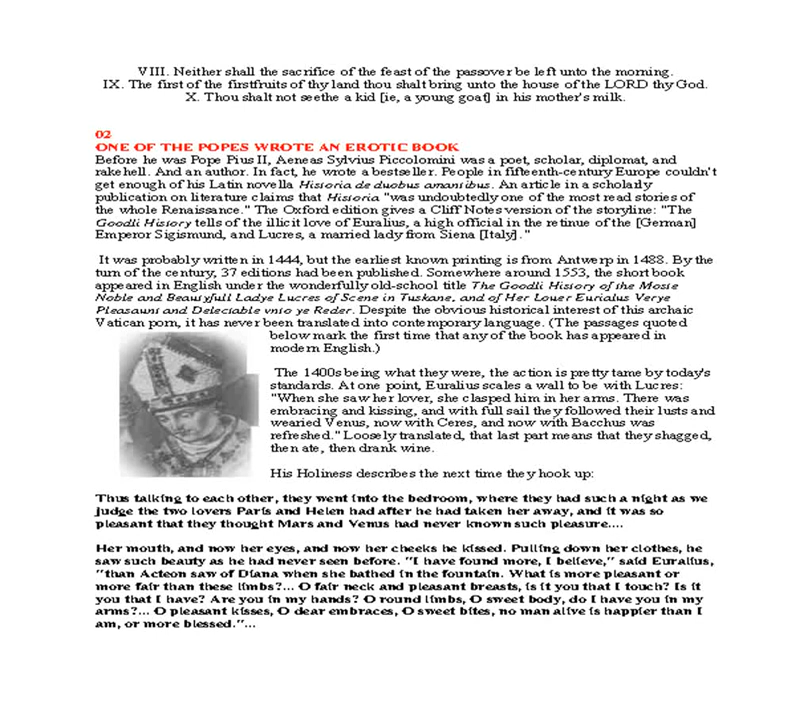 VIII. Neither shall the sacrifice of the feast of the passover be left unto the morning.
IX. The first of the firstfruits of thy land thou shalt bring unto the house of the LORD thy God.
X. Thou shalt not seethe a kid [ie, a young goat] in his mother's milk.
02
ONE OF THE POPES WROTE AN EROTIC BOOK
Before he was Pope Pius II, Aeneas Sylvius Piccolomini was a poet, scholar, diplomat, and
rakehell. And an author. In fact, he wrote a bestseller. People in fifteenth-century Europe couldn't
get enough of his Latin novella Historia de duobus amantibus. An article in a scholarly
publication on literature claims that Historia "was undoubtedly one of the most read stories of
the whole Renaissance." The Oxford edition gives a Cliff Notes version of the storyline: "The
Goodli History tells of the illicit love of Euralius, a high official in the retinue of the [German]
Emperor Sigismund, and Lucres, a married lady from Siena [Italy]."
It was probably written in 1444, but the earliest known printing is from Antwerp in 1488. By the
turn of the century, 37 editions had been published. Somewhere around 1553, the short book
appeared in English under the wonderfully old-school title The Goodli History of the Moste
Noble and Beautyfull Ladye Lucres of Scene in Tuskane, and of Her Louer Eurialus Verye
Pleasaunt and Delectable vnto ye Reder. Despite the obvious historical interest of this archaic
Vatican porn, it has never been translated into contemporary language. (The passages quoted
below mark the first time that any of the book has appeared in
modern English.)
The 1400s being what they were, the action is pretty tame by today's
standards. At one point, Euralius scales a wall to be with Lucres:
"When she saw her lover, she clasped him in her arms. There was
embracing and kissing, and with full sail they followed their lusts and
wearied Venus, now with Ceres, and now with Bacchus was
refreshed." Loosely translated, that last part means that they shagged,
then ate, then drank wine.
His Holiness describes the next time they hook up:
Thus talking to each other, they went into the bedroom, where they had such a night as we
judge the two lovers Paris and Helen had after he had taken her away, and it was so
pleasant that they thought Mars and Venus had never known such pleasure....
Her mouth, and now her eyes, and now her cheeks he kissed. Pulling down her clothes, he
saw such beauty as he had never seen before. "I have found more, I believe," said Euralius,
"than Acteon saw of Diana when she bathed in the fountain. What is more pleasant or
more fair than these limbs?... O fair neck and pleasant breasts, is it you that I touch? Is it
you that I have? Are you in my hands? O round limbs, O sweet body, do I have you in my
arms?... O pleasant kisses, O dear embraces, O sweet bites, no man alive is happier than I
am, or more blessed."...